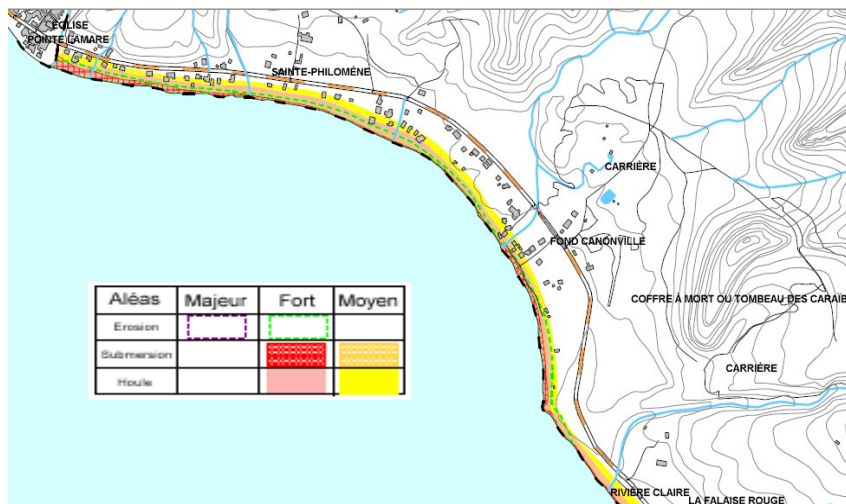 ÉGLISE
POINTE LAMARE
SAINTE-PHILOMÈNE
CARRIÈRE
FOND CANONVILLE
COFFRE À MORT OU TOMBEAU DES CARAÏB
CARRIÈRE
RIVIÈRE CLAIRE
LA FALAISE ROUGE
Aléas Majeur Fort Moyen
Erosion
Submersion
Houle